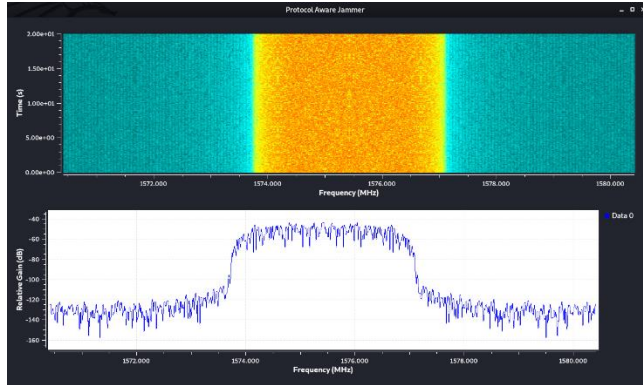 Protocol Aware Jammer
2.00e+01
1.50e+01
1.00e+01
5.00e+00
0.00e+00
Time (s)
1572.000 1574.000 1576.000 1578.000 1580.000
Frequency (MHz)
-40
-60
-80
-100
-120
-140
-160
Relative Gain (dB)
Data 0
1572.000 1574.000 1576.000 1578.000 1580.000
Frequency (MHz)